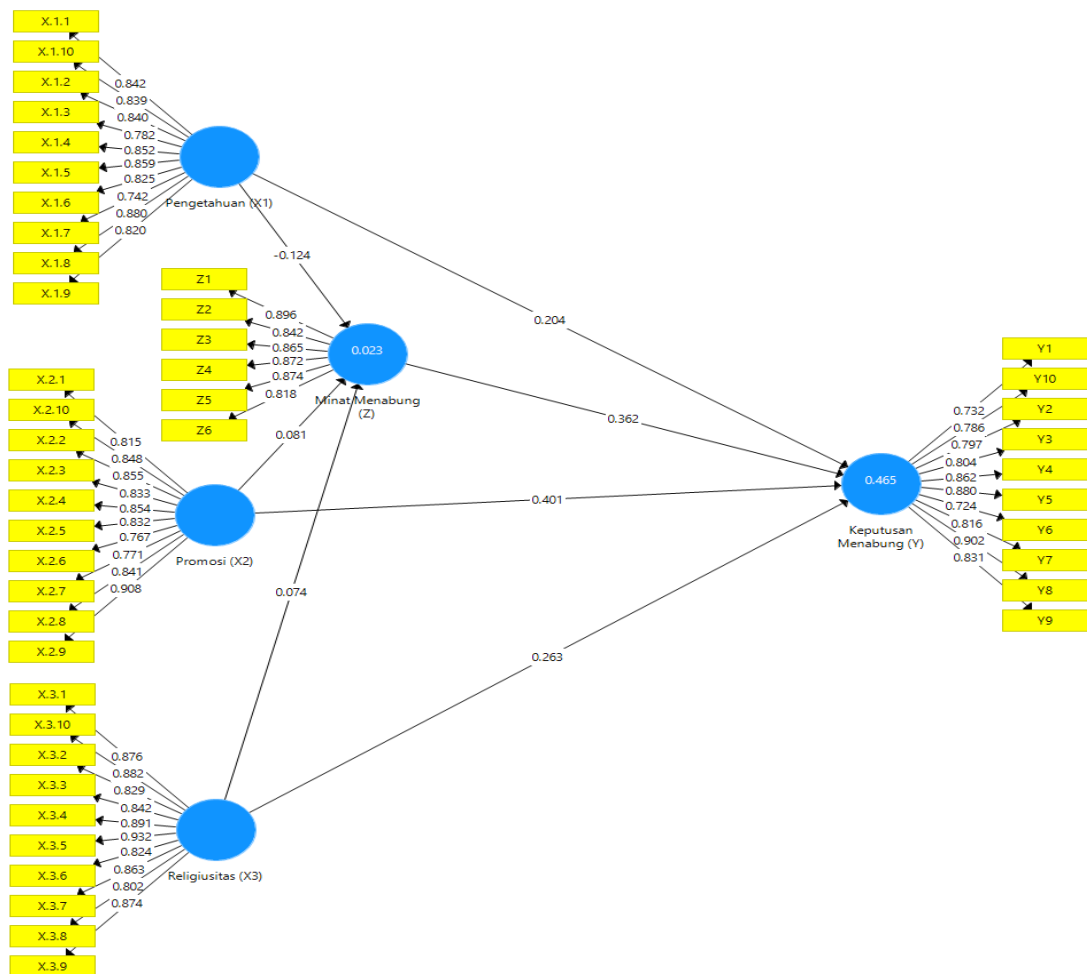 X.1.1
X.1.10
X.1.2
X.1.3
X.1.4
X.1.5
X.1.6
X.1.7
X.1.8
X.1.9
0.842
0.839
0.840
0.782
0.852
0.859
0.825
0.742
0.880
0.820
Pengetahuan (X1)
-0.124
0.204
Z1
Z2
Z3
Z4
Z5
Z6
0.896
0.842
0.865
0.872
0.874
0.818
0.023
Minat Menabung
(Z)
0.362
X.2.1
X.2.10
X.2.2
X.2.3
X.2.4
X.2.5
X.2.6
X.2.7
X.2.8
X.2.9
0.815
0.848
0.855
0.833
0.854
0.832
0.767
0.771
0.841
0.908
Promosi (X2)
0.081
0.401
0.074
X.3.1
X.3.10
X.3.2
X.3.3
X.3.4
X.3.5
X.3.6
X.3.7
X.3.8
X.3.9
0.876
0.882
0.829
0.842
0.891
0.932
0.824
0.863
0.802
0.874
Religiusitas (X3)
0.263
0.465
Keputusan
Menabung (Y)
0.732
0.786
0.797
0.804
0.862
0.880
0.724
0.816
0.902
0.831
Y1
Y10
Y2
Y3
Y4
Y5
Y6
Y7
Y8
Y9